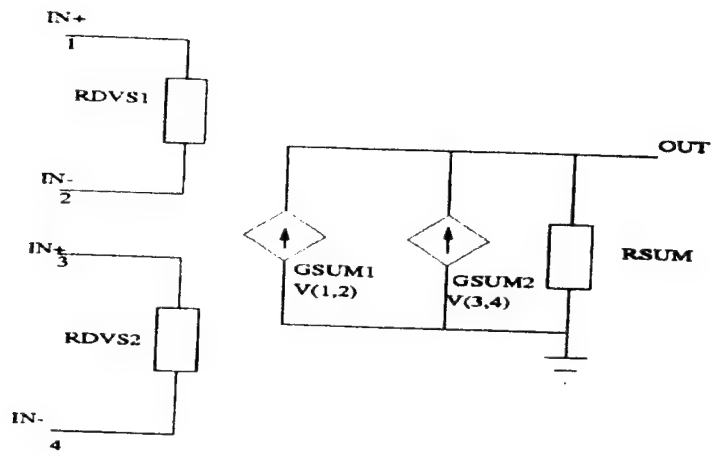 IN+
1
RDVS1
IN-
2
IN+
3
RDVS2
IN-
4
GSUM1
V(1,2)
GSUM2
V(3,4)
RSUM
OUT